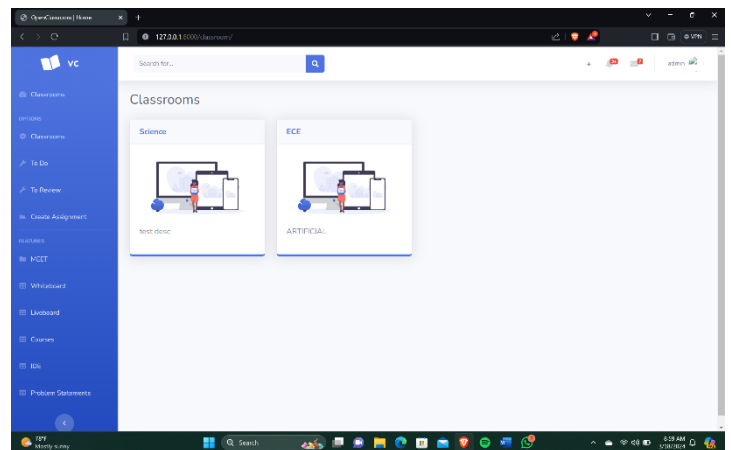 OpenClassroom | Home
127.0.0.1:8000/classroom/
VPN
VC
Search for...
admin
Classrooms
Classrooms
OPTIONS
Classrooms
To Do
To Review
Create Assignment
FEATURES
MEET
Whiteboard
Liveboard
Courses
IDE
Problem Statements
Science
test desc
ECE
ARTIFICIAL
78°F
Mostly sunny
Search
6:59 AM